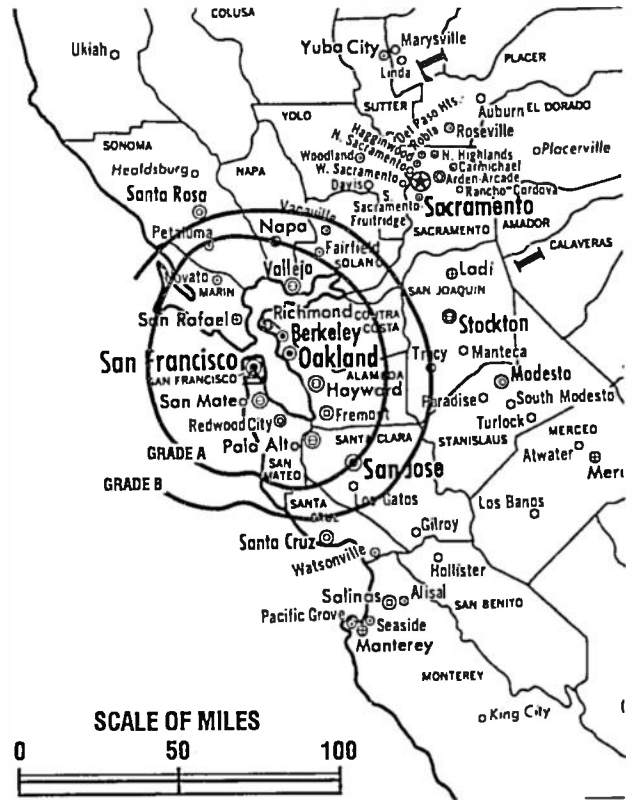 COLUSA
Ukiah
Yuba City
Marysville
Linda
PLACER
SUTTER
Auburn
EL DORADO
YOLO
Del Paso Hts.
Robla
Roseville
Hagginwood
SONOMA
N. Sacramento
N. Highlands
Placerville
Woodland
Carmichael
Healdsburg
NAPA
W. Sacramento
Arden-Arcade
Davis
Rancho-Cordova
Santa Rosa
S.
Sacramento
Sacramento
Vacaville
Fruitridge
Napa
SACRAMENTO
AMADOR
Petaluma
Fairfield
CALAVERAS
SOLANO
Vallejo
Lodi
Novato
MARIN
SAN JOAQUIN
Richmond
CONTRA
COSTA
San Rafael
Berkeley
Stockton
Oakland
San Francisco
Tracy
Manteca
SAN FRANCISCO
ALAMEDA
Modesto
Hayward
San Mateo
Paradise
South Modesto
Fremont
Redwood City
Turlock
SANTA CLARA
STANISLAUS
MERCED
Palo Alto
Atwater
GRADE A
SAN
MATEO
San Jose
Mer
GRADE B
Los Gatos
SANTA
CRUZ
Los Banos
Gilroy
Santa Cruz
Watsonville
Hollister
Salinas
Alisal
SAN BENITO
Pacific Grove
Seaside
Monterey
MONTEREY
King City
SCALE OF MILES
0 50 100